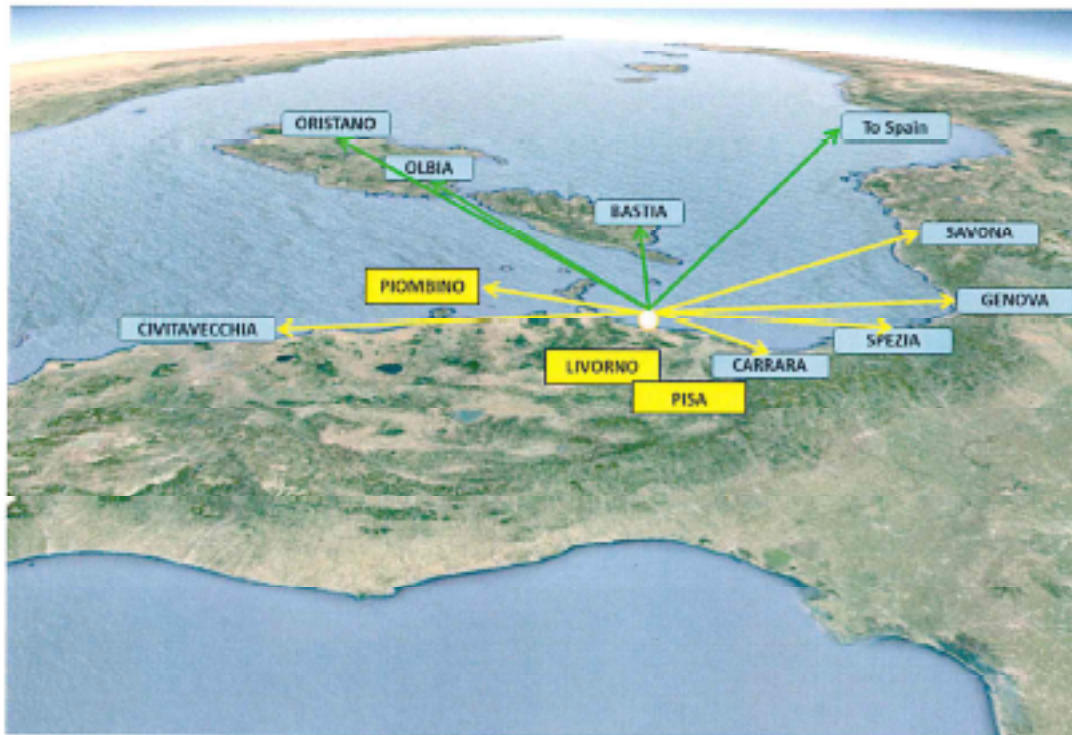 ORISTANO
To Spain
OLBIA
BASTIA
SAVONA
PIOMBINO
GENOVA
CIVITAVECCHIA
SPEZIA
LIVORNO
CARRARA
PISA